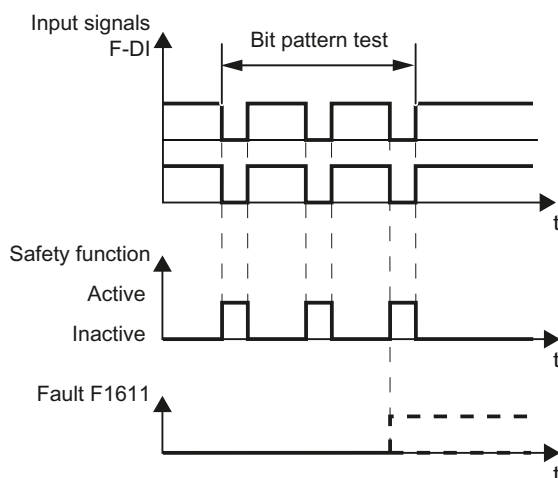 Input signals
F-DI
Bit pattern test
t
Safety function
Active
Inactive
t
Fault F1611
t